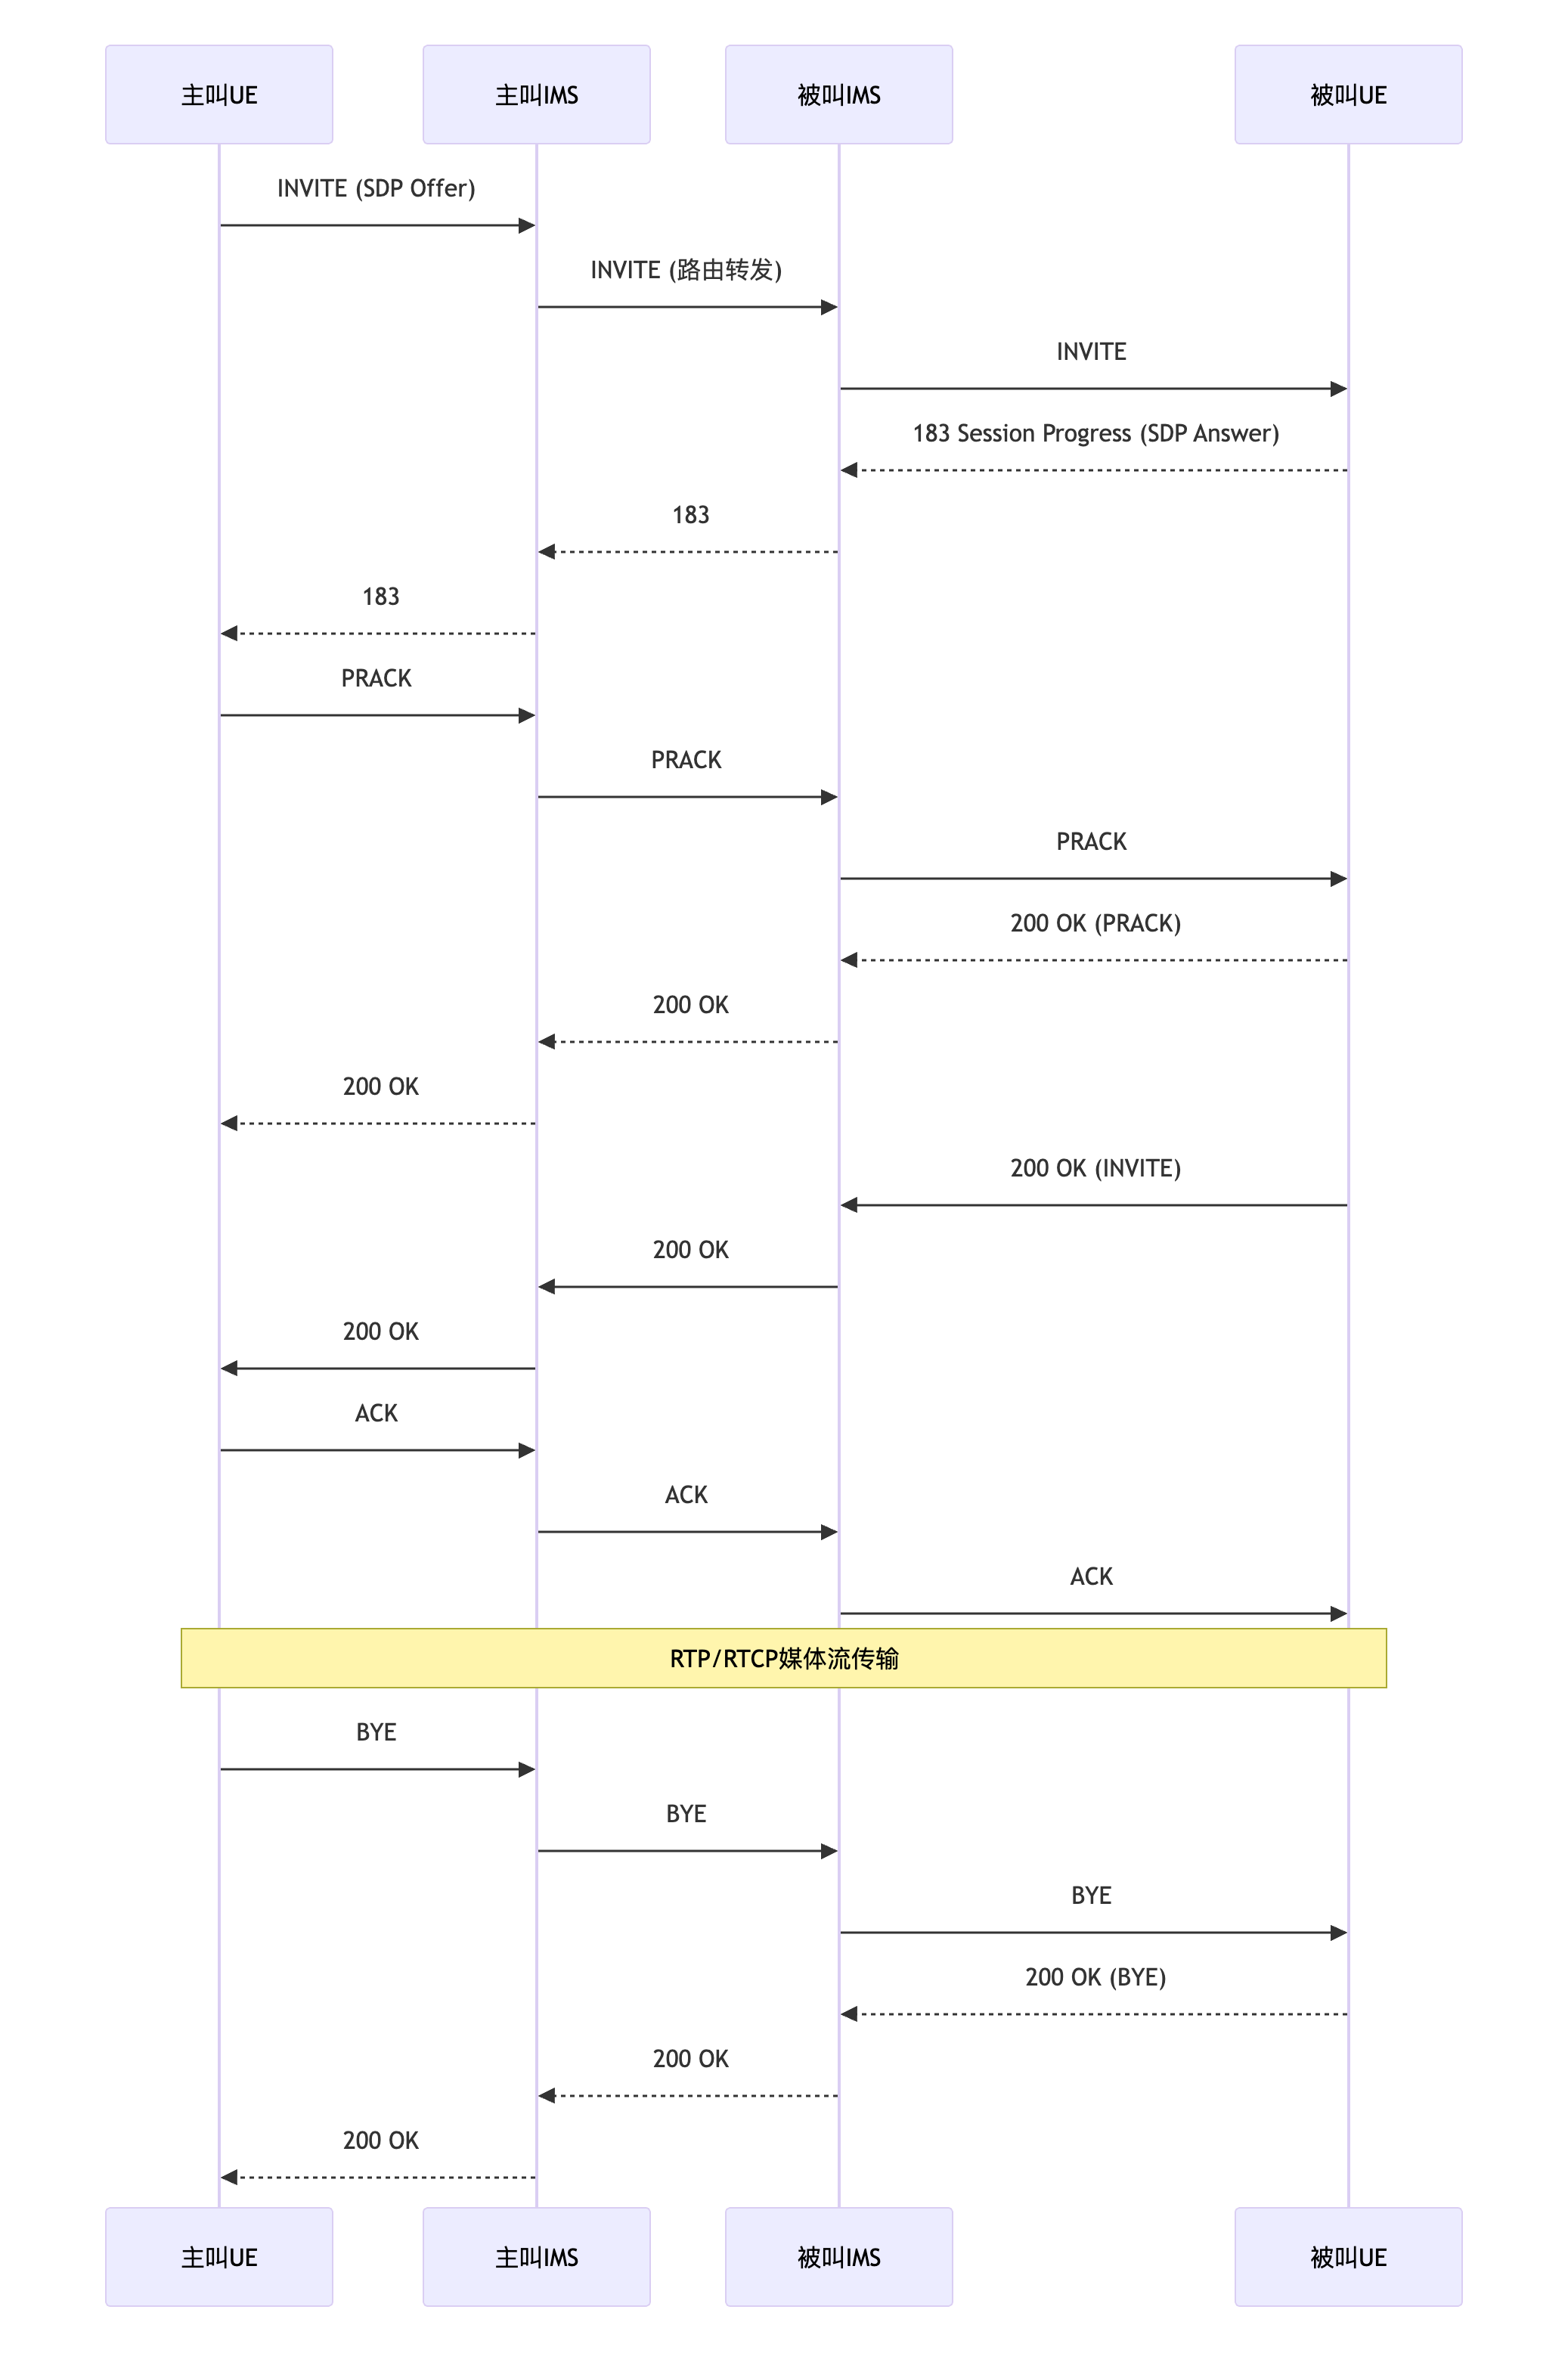 主叫UE
主叫IMS
被叫IMS
被叫UE
INVITE (SDP Offer)
INVITE (路由转发)
INVITE
183 Session Progress (SDP Answer)
183
183
PRACK
PRACK
PRACK
200 OK (PRACK)
200 OK
200 OK
200 OK (INVITE)
200 OK
200 OK
ACK
ACK
ACK
RTP/RTCP媒体流传输
BYE
BYE
BYE
200 OK (BYE)
200 OK
200 OK
主叫UE
主叫IMS
被叫IMS
被叫UE